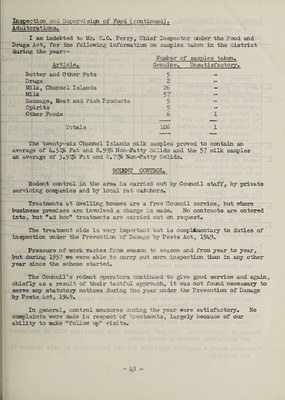 Inspection and Supervision of Food (continued).
Adulterations.
I am indebted to Mr. C.O. Perry, Chief Inspector under the Food and
Drugs Act, for the following information on samples taken in the district
during the year:-
Number of samples taken.
Article. Genuine. Unsatisfactory.
Butter and Other Fats 5 -
Drugs 2 -
Milk, Channel Islands 26 -
Milk 57 -
Sausage, Meat and Fish Products 5 -
Spirits 5 -
Other Foods 6 1
Totals 106 1
The twenty-six Channel Islands milk samples proved to contain an
average of 4.53% Fat and 8.99% Non-Fatty Solids and the 57 milk samples
an average of 3.93% Fat and 8.77% Non-Fatty Solids.
RODENT CONTROL.
Rodent control in the area is carried out by Council staff, by private
servicing companies and by local rat catchers.
Treatments at dwelling houses are a free Council service, but where
business premises are involved a charge is made. No contracts are entered
into, but "ad hoc" treatments are carried out on request.
The treatment side is very important but is complementary to duties of
inspection under the Prevention of Damage by Pests Act, 1949.
Pressure of work varies from season to season and from year to year,
but during 1957 we were able to carry out more inspection than in any other
year since the scheme started.
The Council's rodent operators continued to give good service and again,
chiefly as a result of their tactful approach, it was not found necessary to
serve any statutory notices during the year under the Prevention of Damage
by Pests Act, 1949.
In general, control measures during the year were satisfactory. No
complaints were made in respect of treatments, largely because of our
ability to make "follow up" visits.
- 43 -